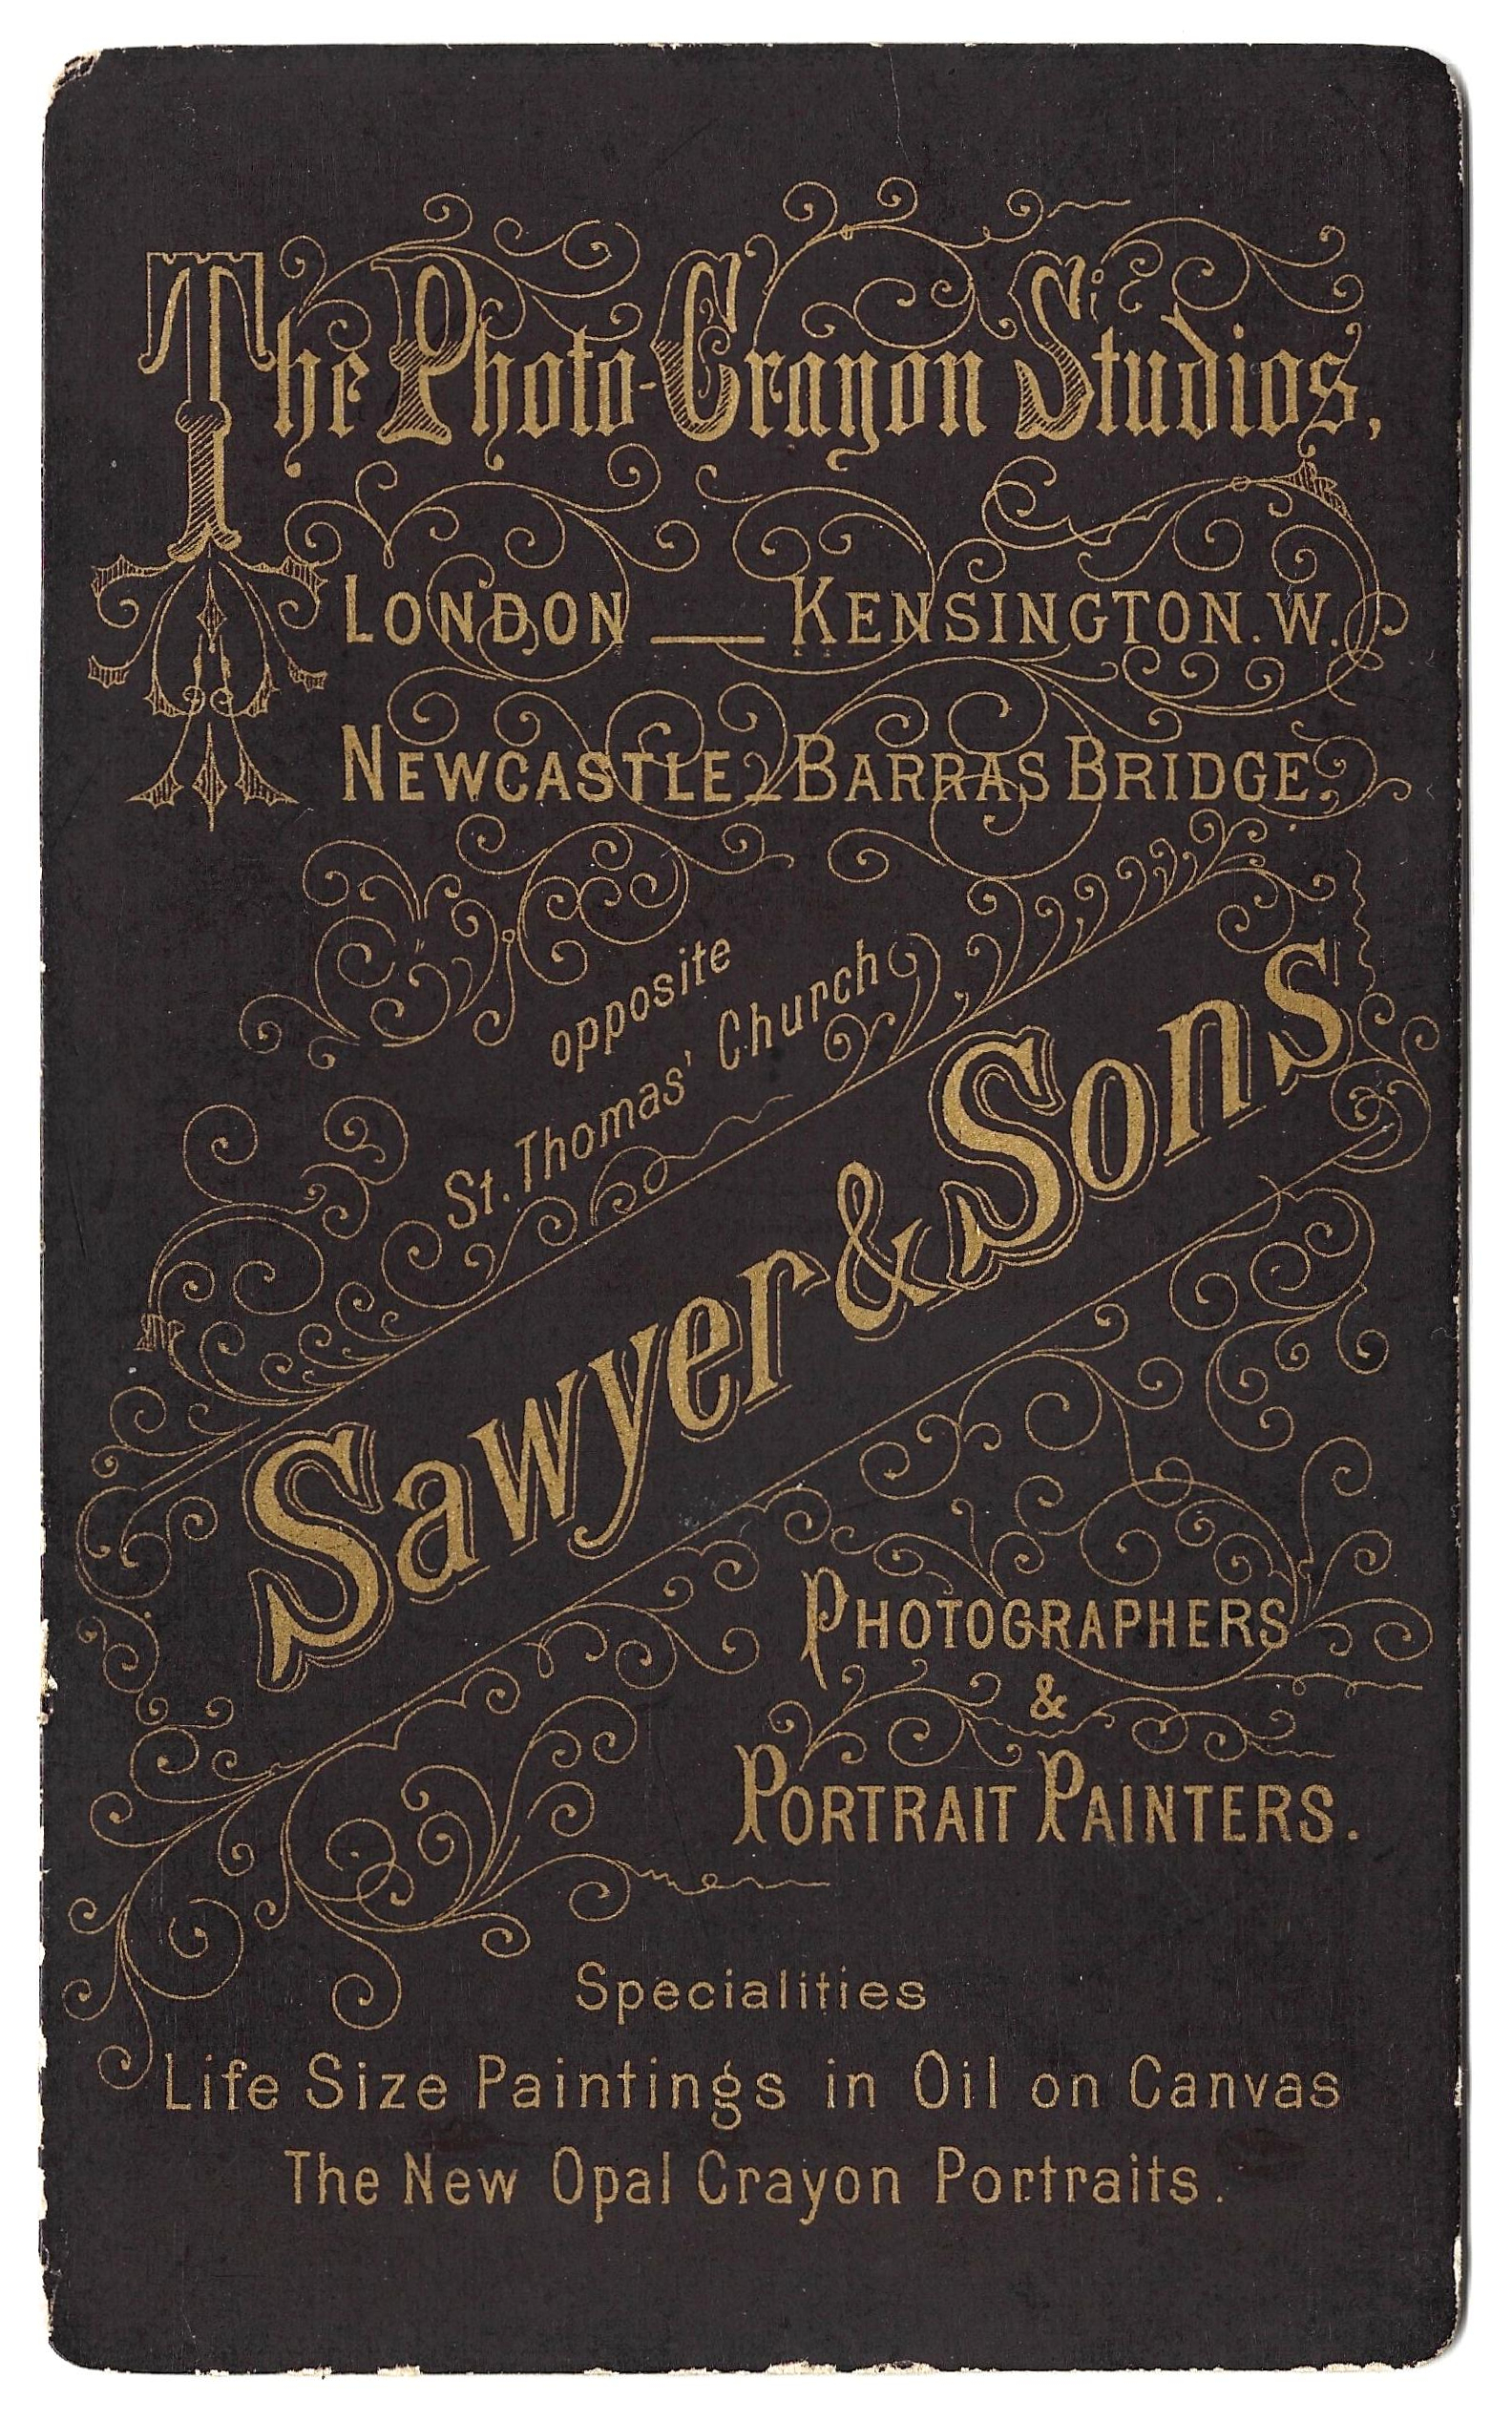 The Photo-Crayon Studios,
LONDON — KENSINGTON. W.
NEWCASTLE - BARRAS BRIDGE.
opposite
St. Thomas' Church
Sawyer & Sons
PHOTOGRAPHERS
&
PORTRAIT PAINTERS.
Specialities
Life Size Paintings in Oil on Canvas
The New Opal Crayon Portraits.